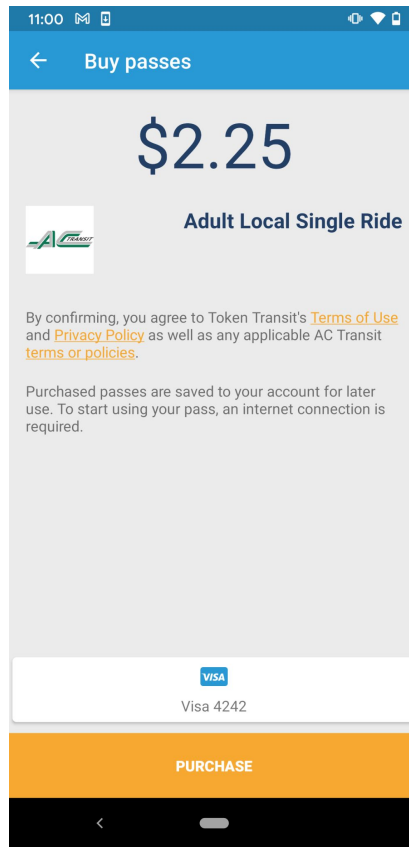 11:00
Buy passes
$2.25
AC TRANSIT
Adult Local Single Ride
By confirming, you agree to Token Transit's Terms of Use
and Privacy Policy as well as any applicable AC Transit
terms or policies.
Purchased passes are saved to your account for later
use. To start using your pass, an internet connection is
required.
VISA
Visa 4242
PURCHASE